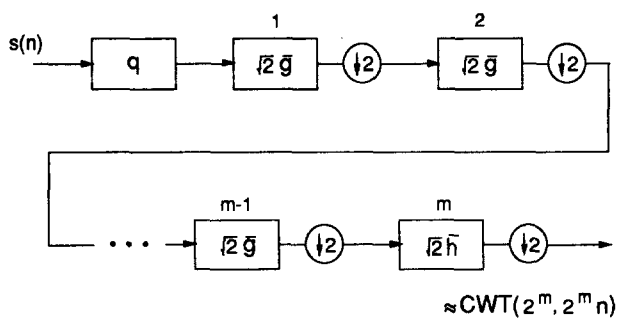 1 2
s(n) q √2 g̅ ↓2 √2 g̅ ↓2
m-1 m
• • • √2 g̅ ↓2 √2 h̅ ↓2
≈CWT(2^m, 2^m n)